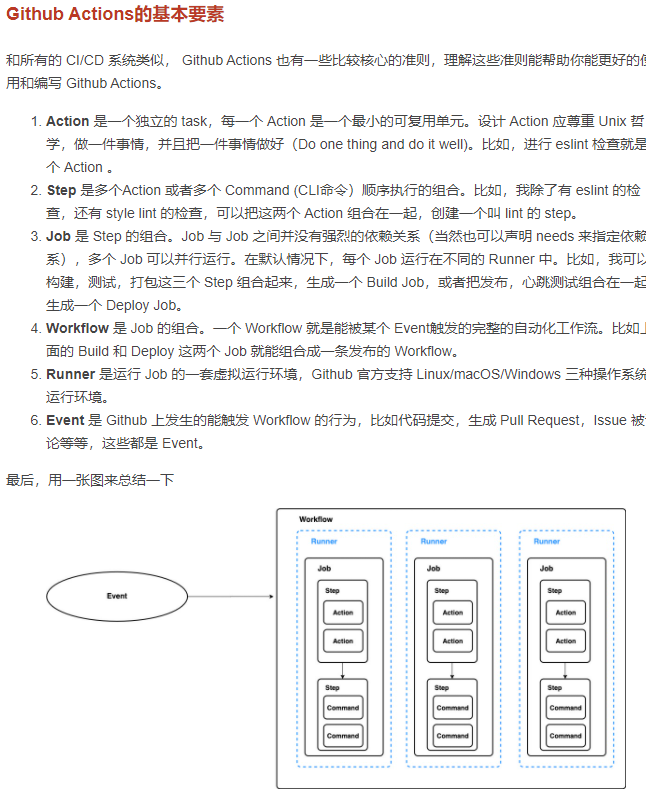 Github Actions的基本要素
和所有的 CI/CD 系统类似， Github Actions 也有一些比较核心的准则，理解这些准则能帮助你能更好的使
用和编写 Github Actions。
1. Action 是一个独立的 task，每一个 Action 是一个最小的可复用单元。设计 Action 应尊重 Unix 哲
学，做一件事情，并且把一件事情做好（Do one thing and do it well)。比如，进行 eslint 检查就是
个 Action 。
2. Step 是多个Action 或者多个 Command (CLI命令）顺序执行的组合。比如，我除了有 eslint 的检
查，还有 style lint 的检查，可以把这两个 Action 组合在一起，创建一个叫 lint 的 step。
3. Job 是 Step 的组合。Job 与 Job 之间并没有强烈的依赖关系（当然也可以声明 needs 来指定依赖
系），多个 Job 可以并行运行。在默认情况下，每个 Job 运行在不同的 Runner 中。比如，我可以
构建，测试，打包这三个 Step 组合起来，生成一个 Build Job，或者把发布，心跳测试组合在一起
生成一个 Deploy Job。
4. Workflow 是 Job 的组合。一个 Workflow 就是能被某个 Event触发的完整的自动化工作流。比如上
面的 Build 和 Deploy 这两个 Job 就能组合成一条发布的 Workflow。
5. Runner 是运行 Job 的一套虚拟运行环境，Github 官方支持 Linux/macOS/Windows 三种操作系统
运行环境。
6. Event 是 Github 上发生的能触发 Workflow 的行为，比如代码提交，生成 Pull Request，Issue 被
论等等，这些都是 Event。
最后，用一张图来总结一下
Workflow
Runner
Runner
Runner
Job
Job
Job
Step
Step
Step
Event
Action
Action
Action
Action
Action
Action
Step
Step
Step
Command
Command
Command
Command
Command
Command